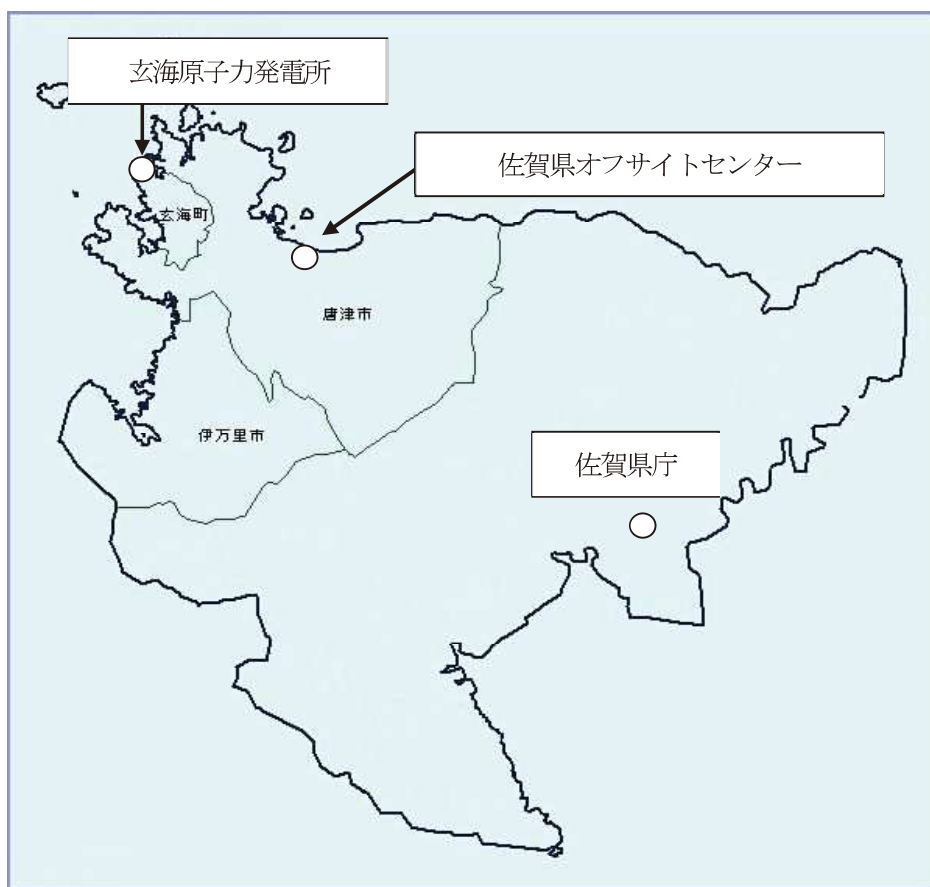 玄海原子力発電所
佐賀県オフサイトセンター
玄海町
唐津市
伊万里市
佐賀県庁